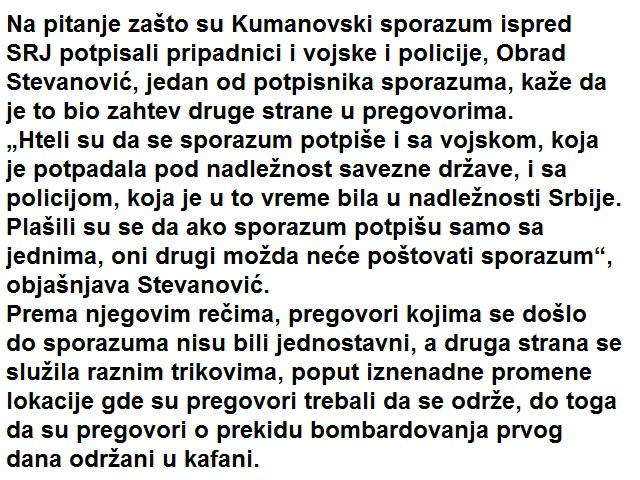 Na pitanje zašto su Kumanovski sporazum ispred
SRJ potpisali pripadnici i vojske i policije, Obrad
Stevanović, jedan od potpisnika sporazuma, kaže da
je to bio zahtev druge strane u pregovorima.
„Hteli su da se sporazum potpiše i sa vojskom, koja
je potpadala pod nadležnost savezne države, i sa
policijom, koja je u to vreme bila u nadležnosti Srbije.
Plašili su se da ako sporazum potpišu samo sa
jednima, oni drugi možda neće poštovati sporazum“,
objašnjava Stevanović.
Prema njegovim rečima, pregovori kojima se došlo
do sporazuma nisu bili jednostavni, a druga strana se
služila raznim trikovima, poput iznenadne promene
lokacije gde su pregovori trebali da se održe, do toga
da su pregovori o prekidu bombardovanja prvog
dana održani u kafani.